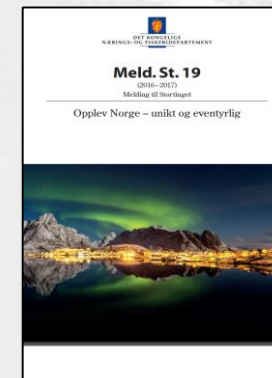 DET KONGELIGE
NÆRINGS- OG FISKERIDEPARTEMENT
Meld. St. 19
(2016–2017)
Melding til Stortinget
Opplev Norge – unikt og eventyrlig